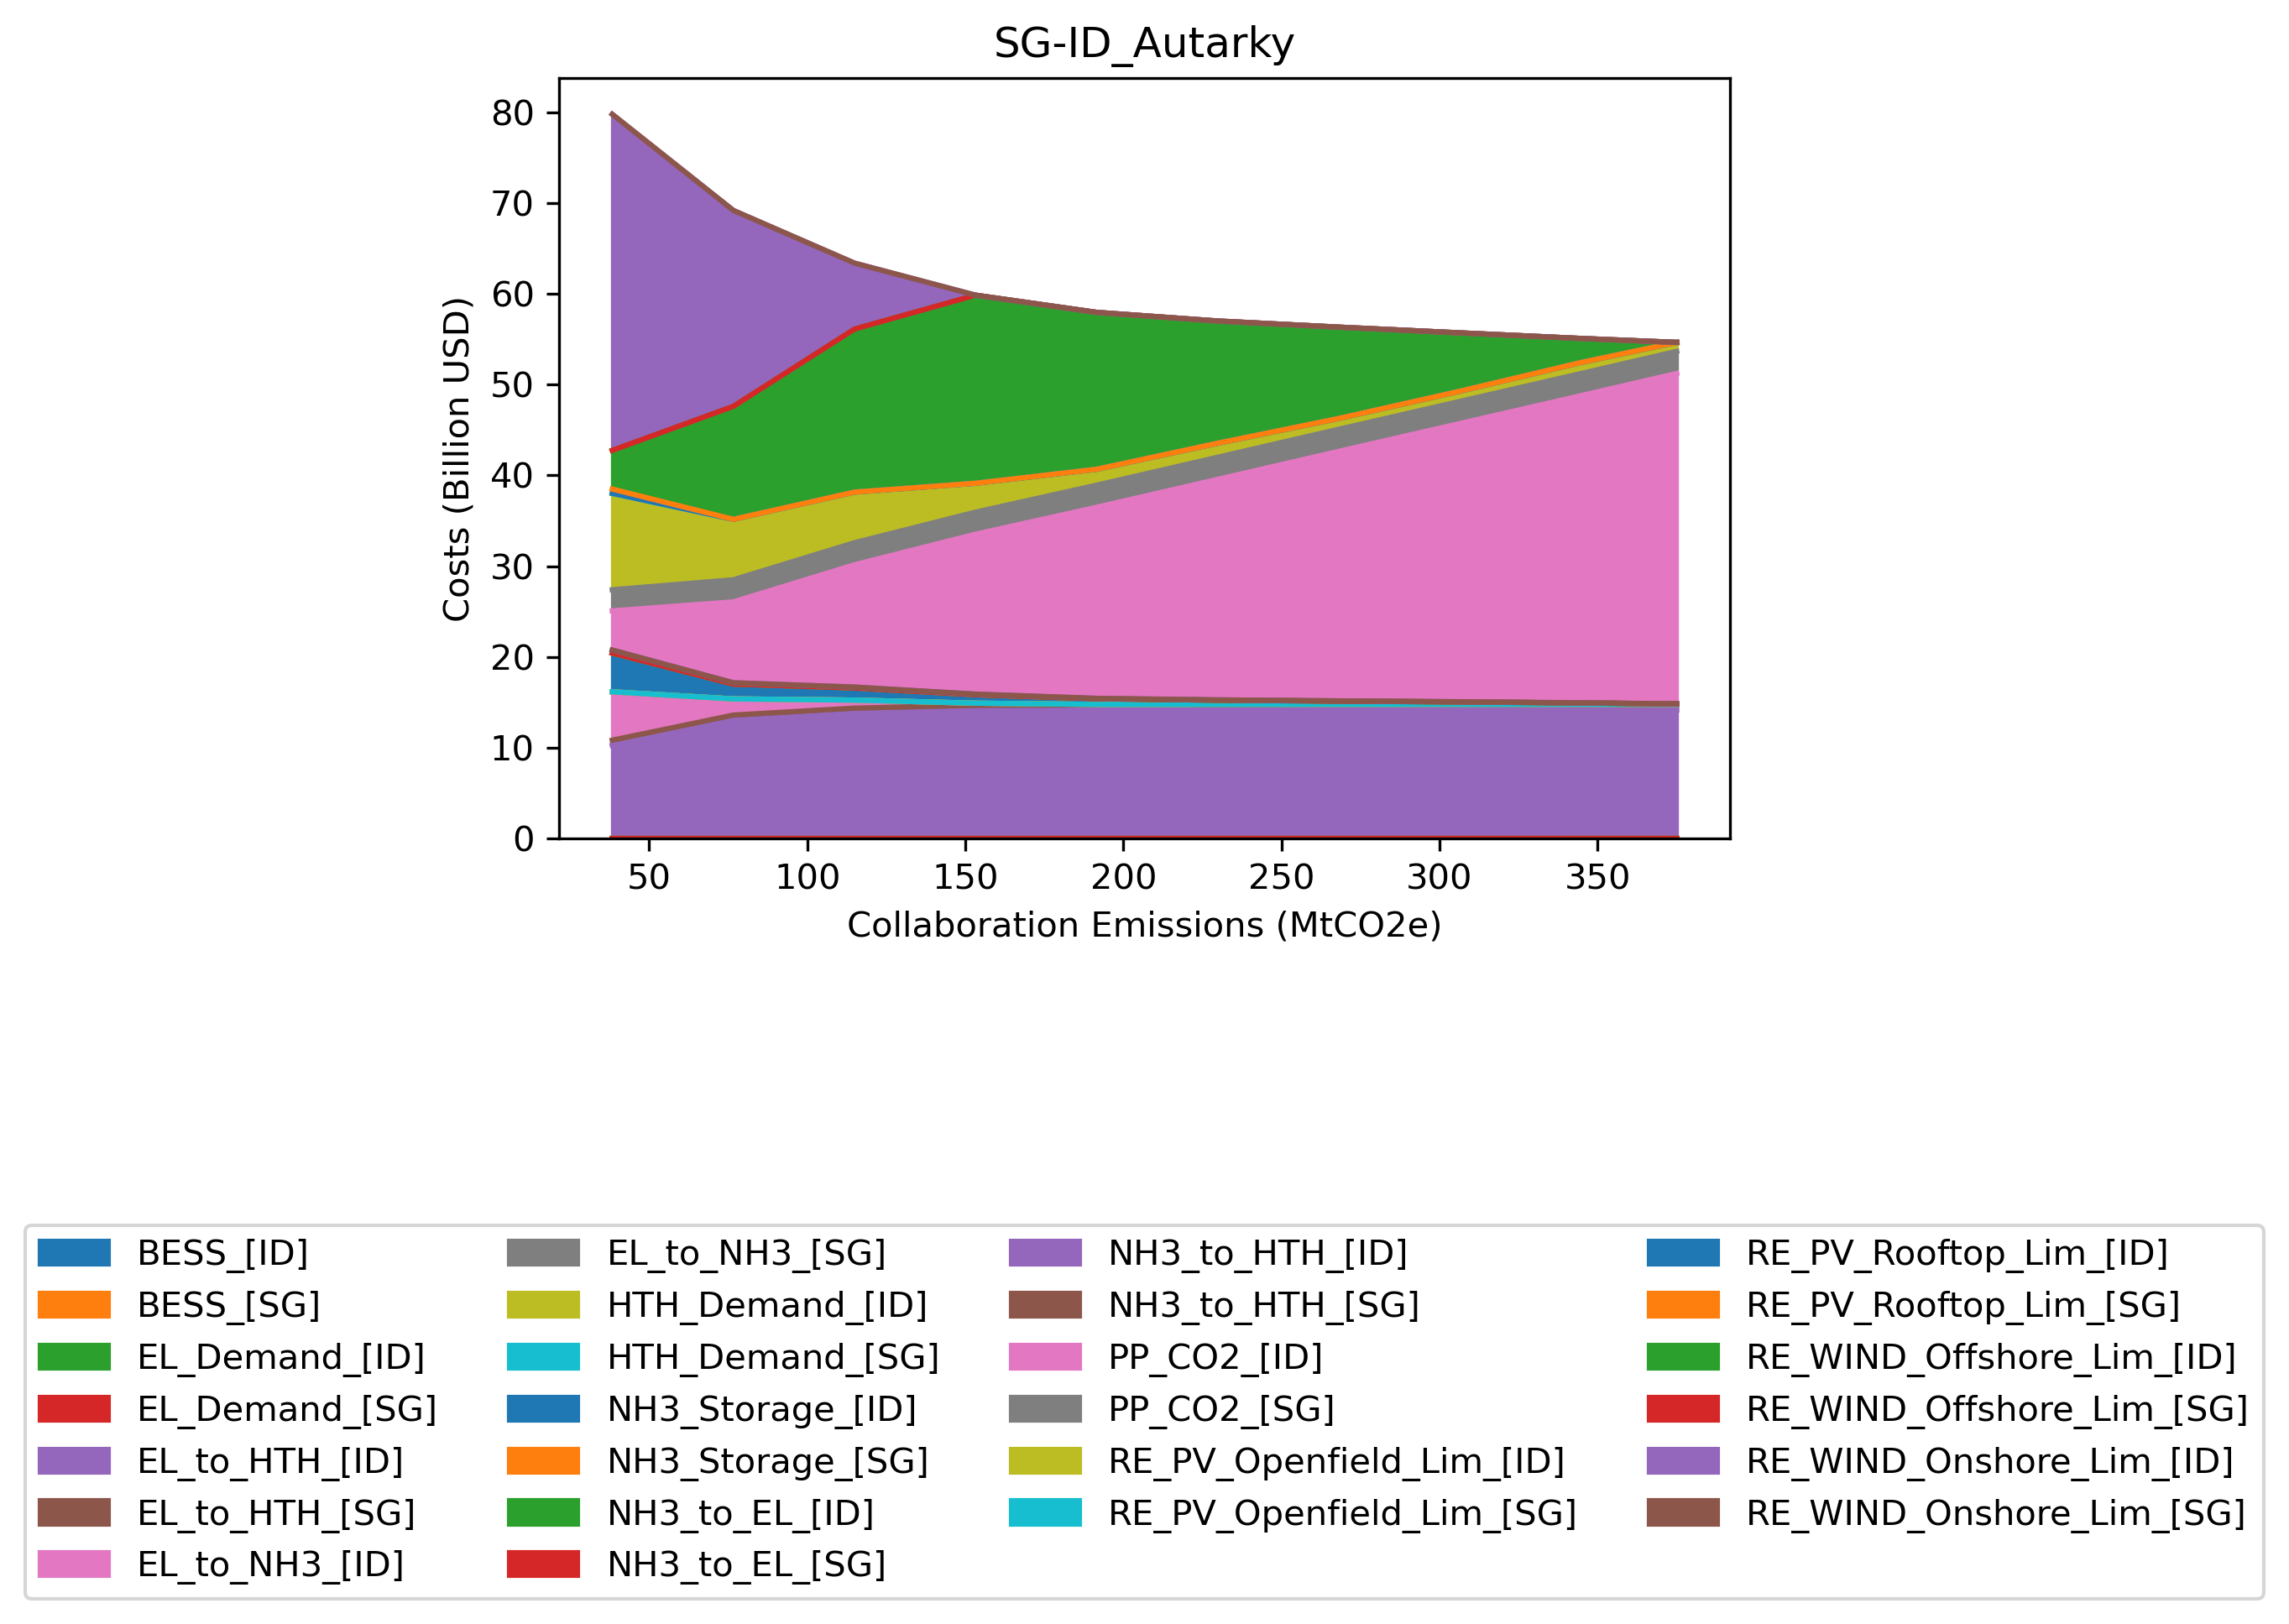 SG-ID_Autarky
80
70
60
50
40
30
20
10
0
Costs (Billion USD)
50 100 150 200 250 300 350
Collaboration Emissions (MtCO2e)
BESS_[ID]
BESS_[SG]
EL_Demand_[ID]
EL_Demand_[SG]
EL_to_HTH_[ID]
EL_to_HTH_[SG]
EL_to_NH3_[ID]
EL_to_NH3_[SG]
HTH_Demand_[ID]
HTH_Demand_[SG]
NH3_Storage_[ID]
NH3_Storage_[SG]
NH3_to_EL_[ID]
NH3_to_EL_[SG]
NH3_to_HTH_[ID]
NH3_to_HTH_[SG]
PP_CO2_[ID]
PP_CO2_[SG]
RE_PV_Openfield_Lim_[ID]
RE_PV_Openfield_Lim_[SG]
RE_PV_Rooftop_Lim_[ID]
RE_PV_Rooftop_Lim_[SG]
RE_WIND_Offshore_Lim_[ID]
RE_WIND_Offshore_Lim_[SG]
RE_WIND_Onshore_Lim_[ID]
RE_WIND_Onshore_Lim_[SG]